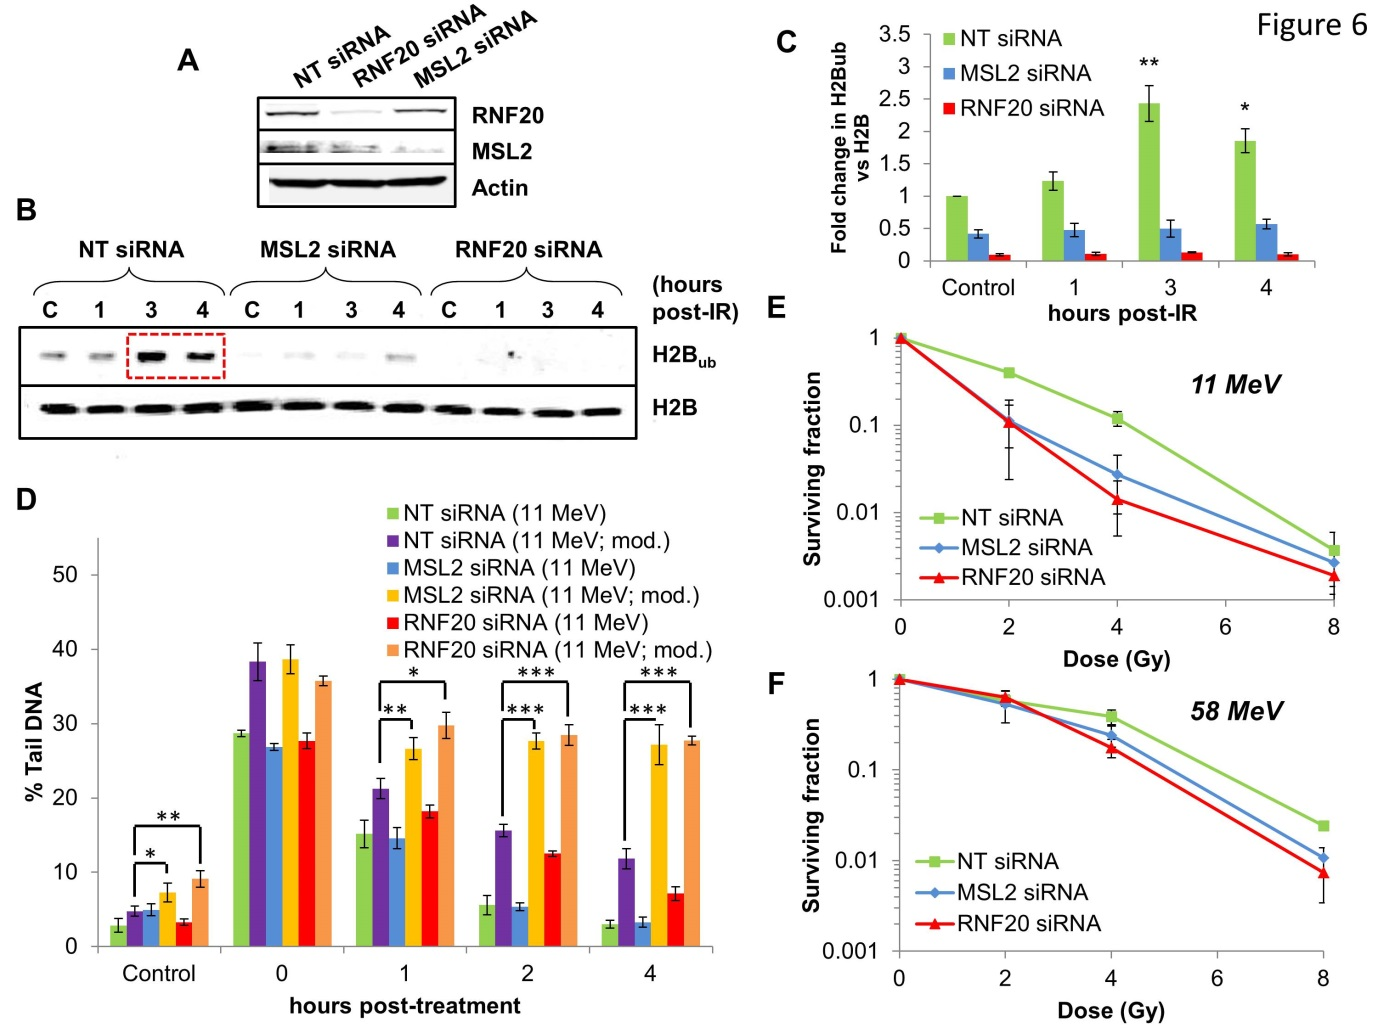 Figure 6
A
NT siRNA
RNF20 siRNA
MSL2 siRNA
RNF20
MSL2
Actin
B
NT siRNA
MSL2 siRNA
RNF20 siRNA
C 1 3 4 C 1 3 4 C 1 3 4
(hours
post-IR)
H2Bub
H2B
C
Fold change in H2Bub
vs H2B
3.5
3
2.5
2
1.5
1
0.5
0
NT siRNA
MSL2 siRNA
RNF20 siRNA
**
*
Control 1 3 4
hours post-IR
D
% Tail DNA
50
40
30
20
10
0
NT siRNA (11 MeV)
NT siRNA (11 MeV; mod.)
MSL2 siRNA (11 MeV)
MSL2 siRNA (11 MeV; mod.)
RNF20 siRNA (11 MeV)
RNF20 siRNA (11 MeV; mod.)
**
*
*
**
***
***
***
***
Control 0 1 2 4
hours post-treatment
E
11 MeV
Surviving fraction
1
0.1
0.01
0.001
NT siRNA
MSL2 siRNA
RNF20 siRNA
0 2 4 6 8
Dose (Gy)
F
58 MeV
Surviving fraction
1
0.1
0.01
0.001
NT siRNA
MSL2 siRNA
RNF20 siRNA
0 2 4 6 8
Dose (Gy)